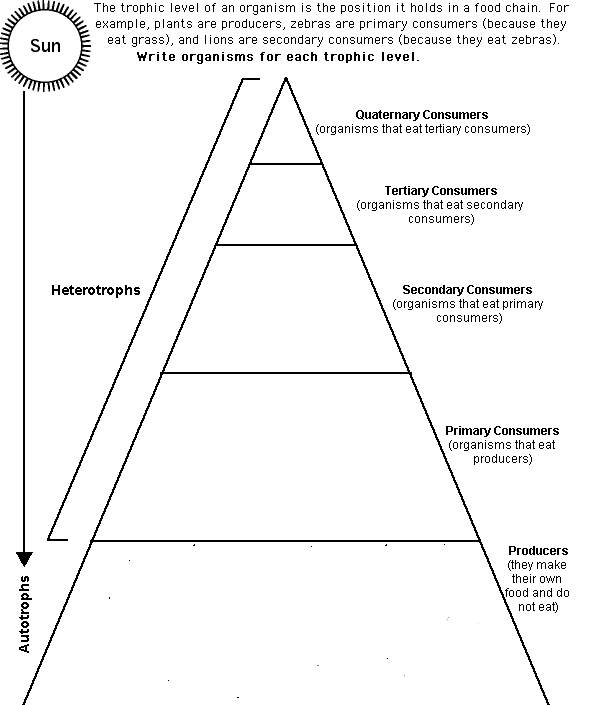 The trophic level of an organism is the position it holds in a food chain. For
example, plants are producers, zebras are primary consumers (because they
eat grass), and lions are secondary consumers (because they eat zebras).
Write organisms for each trophic level.
Sun
Quaternary Consumers
(organisms that eat tertiary consumers)
Tertiary Consumers
(organisms that eat secondary
consumers)
Heterotrophs
Secondary Consumers
(organisms that eat primary
consumers)
Primary Consumers
(organisms that eat
producers)
Producers
(they make
their own
food and do
not eat)
Autotrophs